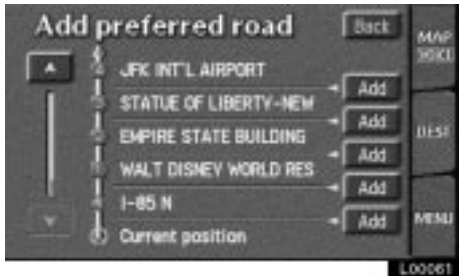 Add preferred road
Back
MAP
JFK INT'L AIRPORT
Add
STATUE OF LIBERTY-NEW
Add
DEST
EMPIRE STATE BUILDING
Add
WALT DISNEY WORLD RES
Add
I-85 N
Add
MENU
Current position
L00061